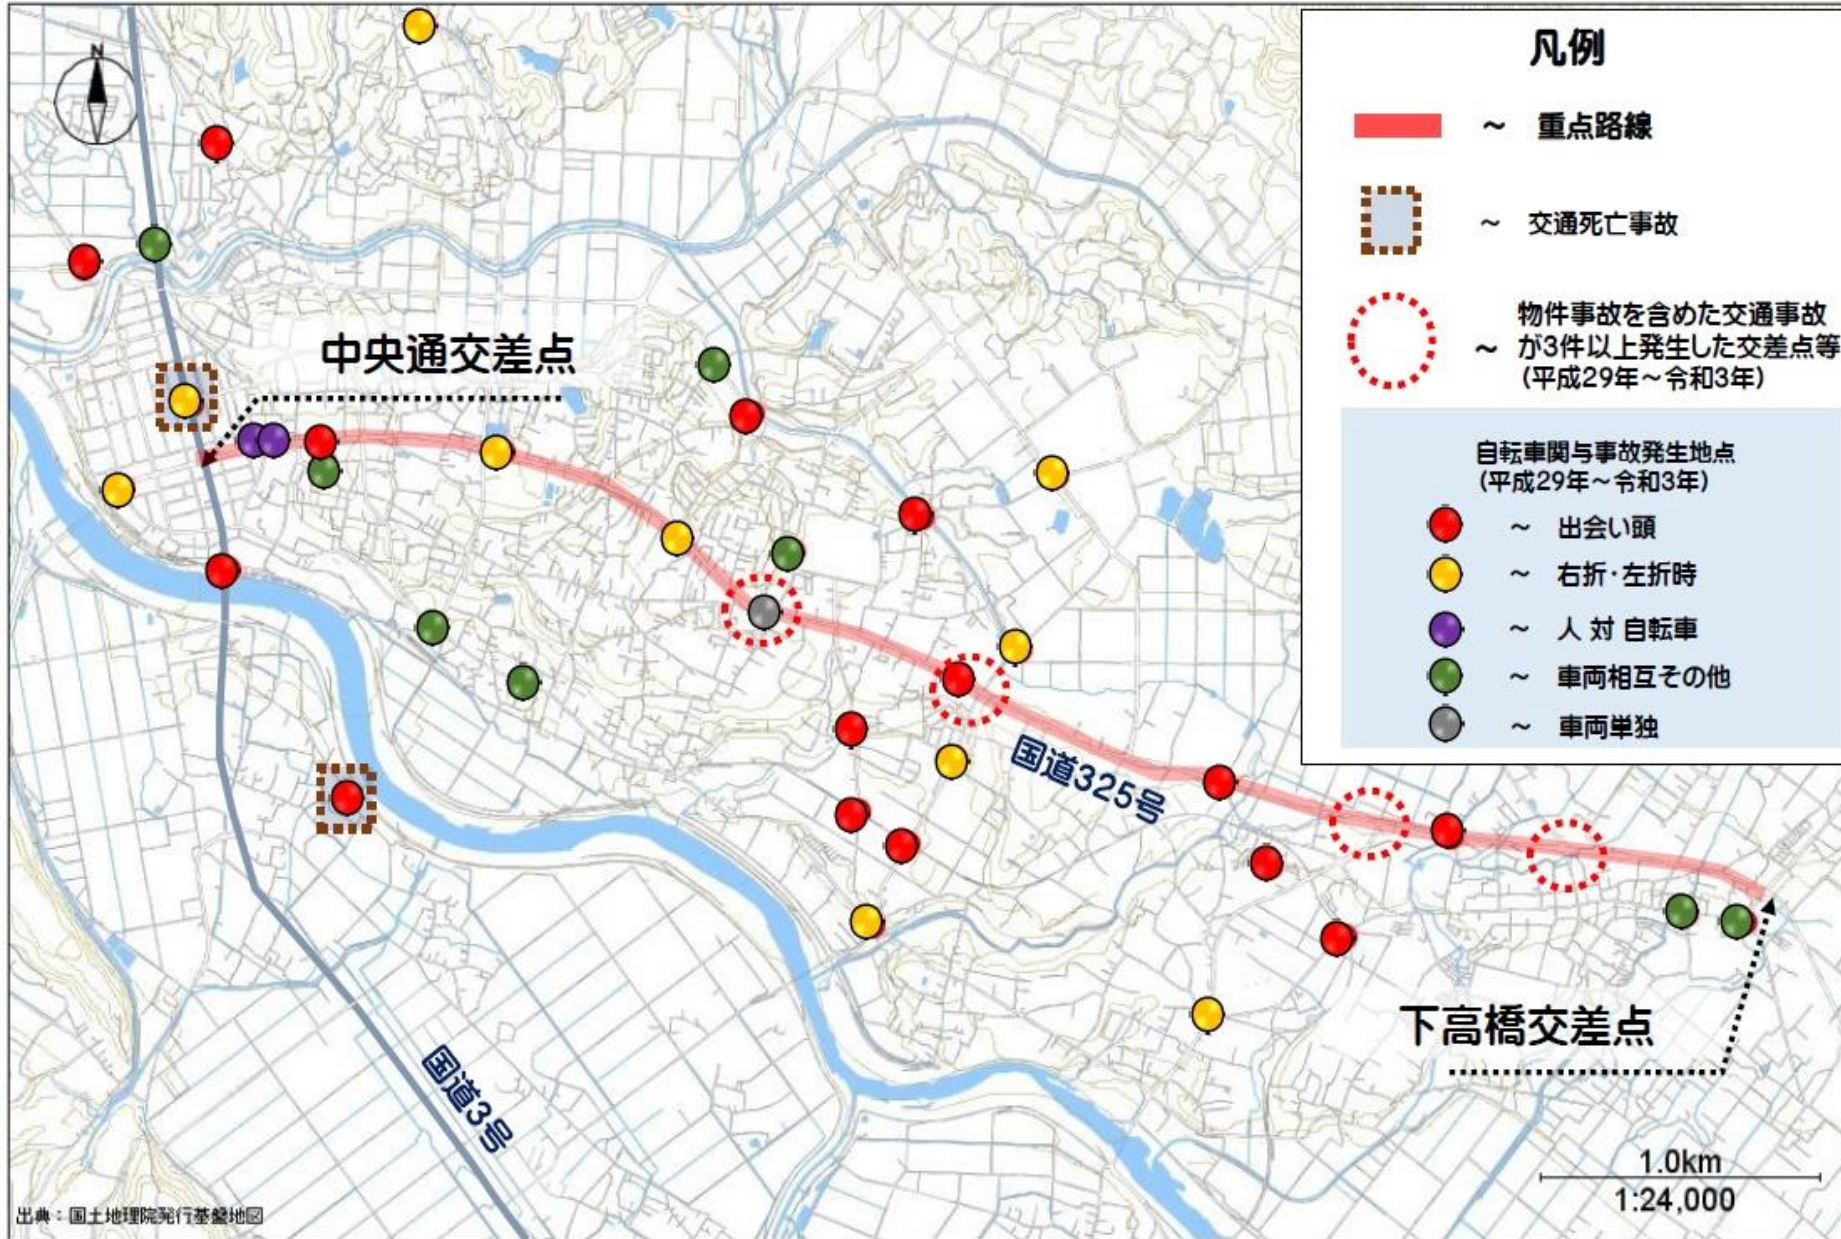 N
中央通交差点
国道325号
下高橋交差点
国道3号
1.0km
1:24,000
出典：国土地理院発行基盤地図
凡例
～ 重点路線
～ 交通死亡事故
物件事故を含めた交通事故
～ が3件以上発生した交差点等
(平成29年～令和3年)
自転車関与事故発生地点
(平成29年～令和3年)
～ 出会い頭
～ 右折・左折時
～ 人 対 自転車
～ 車両相互その他
～ 車両単独